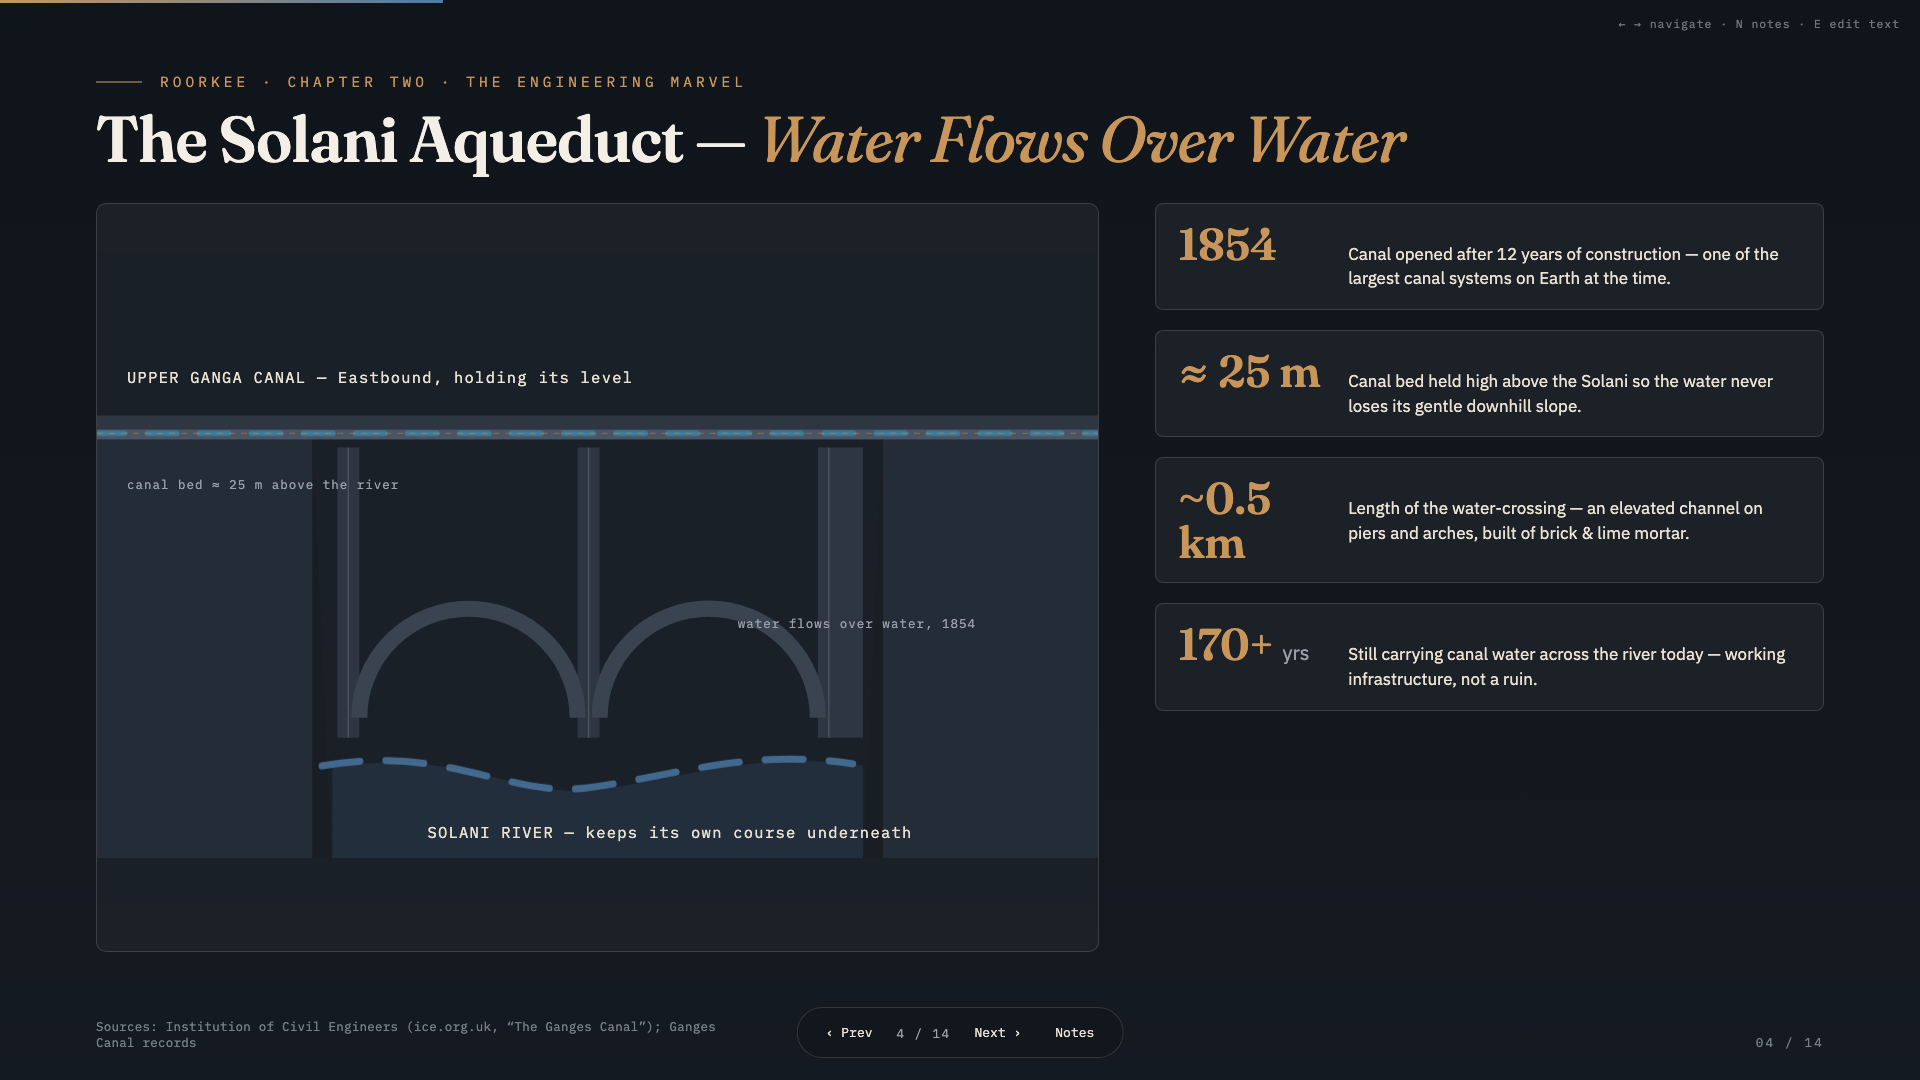 ← → navigate · N notes · E edit text
ROORKEE · CHAPTER TWO · THE ENGINEERING MARVEL
The Solani Aqueduct — Water Flows Over Water
UPPER GANGA CANAL — Eastbound, holding its level
canal bed ≈ 25 m above the river
water flows over water, 1854
SOLANI RIVER — keeps its own course underneath
1854
Canal opened after 12 years of construction — one of the
largest canal systems on Earth at the time.
≈ 25 m
Canal bed held high above the Solani so the water never
loses its gentle downhill slope.
~0.5
km
Length of the water-crossing — an elevated channel on
piers and arches, built of brick & lime mortar.
170+ yrs
Still carrying canal water across the river today — working
infrastructure, not a ruin.
Sources: Institution of Civil Engineers (ice.org.uk, “The Ganges Canal”); Ganges
Canal records
‹ Prev 4 / 14 Next › Notes
04 / 14